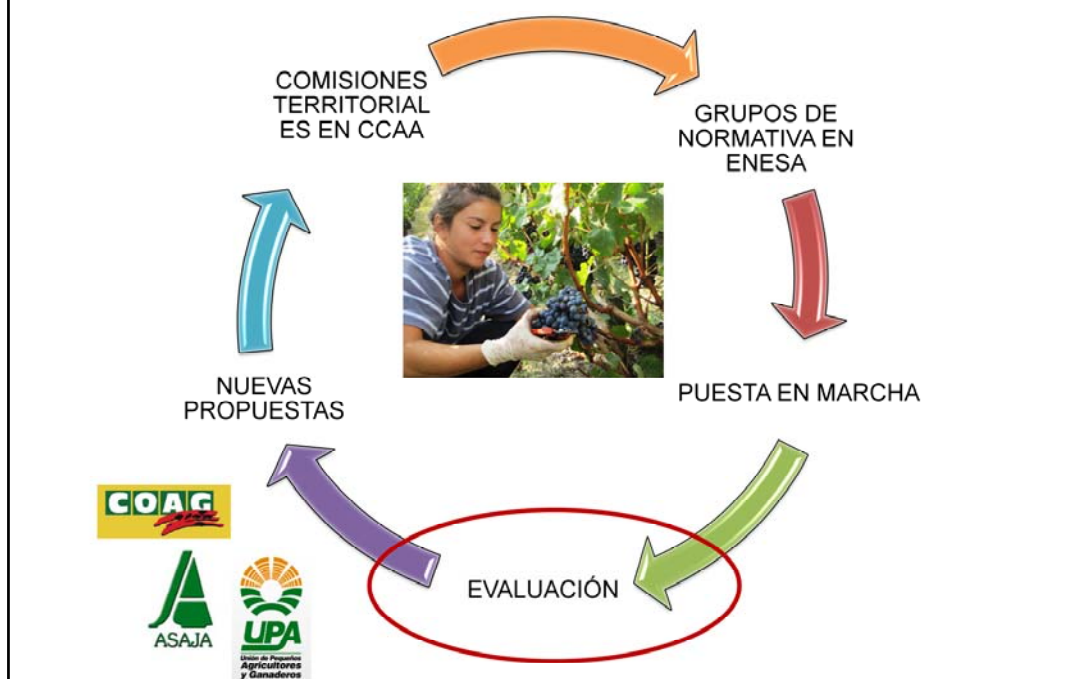 COMISIONES
TERRITORIAL
ES EN CCAA
GRUPOS DE
NORMATIVA EN
ENESA
PUESTA EN MARCHA
EVALUACIÓN
NUEVAS
PROPUESTAS
COAG
ASAJA
UPA
Unión de Pequeños
Agricultores
y Ganaderos